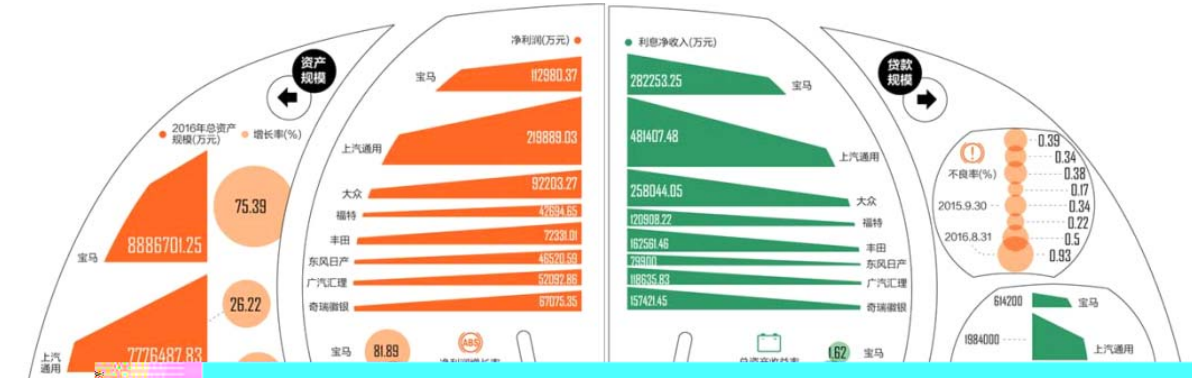 净利润(万元)
利息净收入(万元)
资产
规模
贷款
规模
宝马
112980.37
282253.25
宝马
2016年总资产
规模(万元)
增长率(%)
上汽通用
219889.03
481407.48
上汽通用
不良率(%)
0.39
0.34
0.38
0.17
2015.9.30
0.34
0.22
2016.8.31
0.5
0.93
75.39
大众
92203.27
258044.05
大众
福特
42694.65
120908.22
福特
宝马
8886701.25
丰田
72331.01
162561.46
丰田
东风日产
46520.59
79900
东风日产
广汽汇理
52092.86
118635.83
广汽汇理
奇瑞徽银
67075.35
157421.45
奇瑞徽银
26.22
614200
宝马
1984000
上汽通用
上汽
通用
7776487.83
宝马
81.89
ABS
1.62
宝马
净利润增长率
总资产收益率